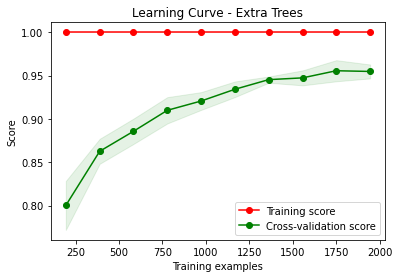 Learning Curve - Extra Trees
Score
1.00
0.95
0.90
0.85
0.80
Training score
Cross-validation score
250 500 750 1000 1250 1500 1750 2000
Training examples